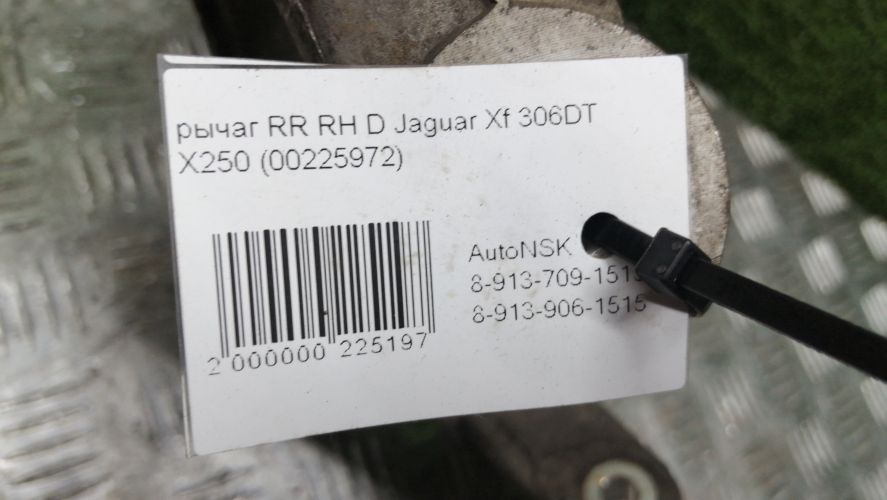 рычаг RR RH D Jaguar Xf 306DT
X250 (00225972)
AutoNSK
8-913-709-1515
8-913-906-1515
2 000000 225197